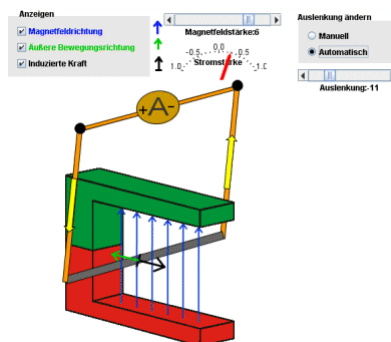 Anzeigen
Magnetfeldrichtung
Äußere Bewegungsrichtung
Induzierte Kraft
Magnetfeldstärke:6
-0.5 0.0 0.5
1.0 Stromstärke -1.0
+A-
Auslenkung ändern
Manuell
Automatisch
Auslenkung:-11